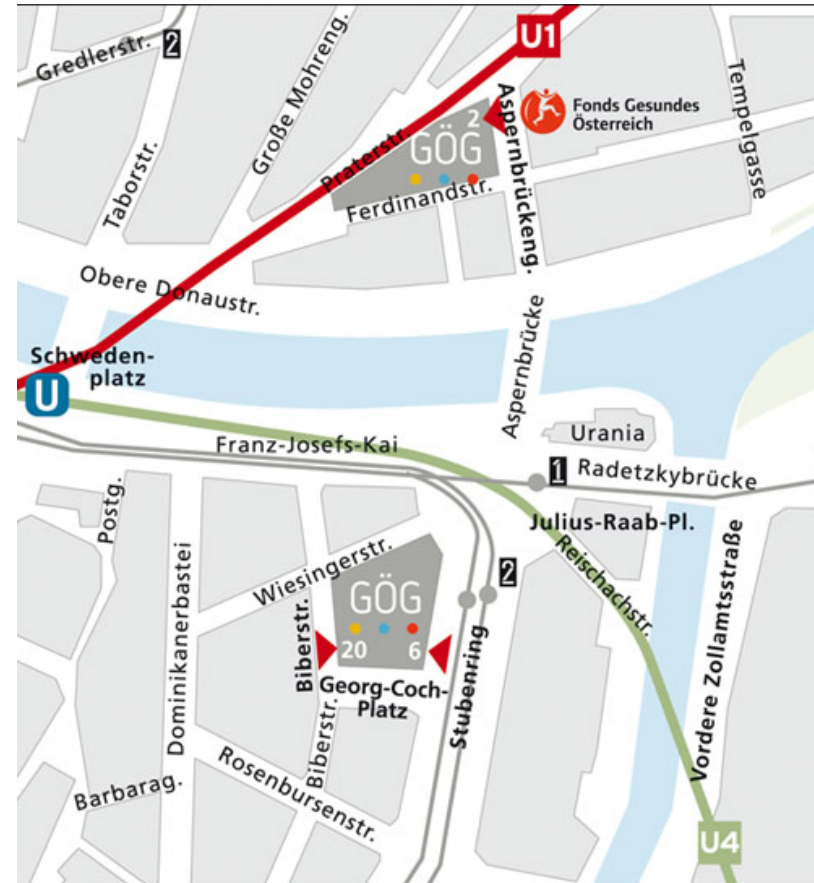 Gredlerstr.
2
Große Mohreng.
U1
Tempelgasse
Taborstr.
Praterstr.
2
GÖG
Aspernbrückeng.
Fonds Gesundes
Österreich
Ferdinandstr.
Obere Donaustr.
Schweden-
platz
U
Aspernbrücke
Urania
Franz-Josefs-Kai
1
Radetzkybrücke
Postg.
Julius-Raab-Pl.
Reischachstr.
Wiesingerstr.
GÖG
2
20
6
Biberstr.
Georg-Coch-
Platz
Stubenring
Dominikanerbastei
Biberstr.
Vordere Zollamtsstraße
Rosenbursenstr.
Barbarag.
U4